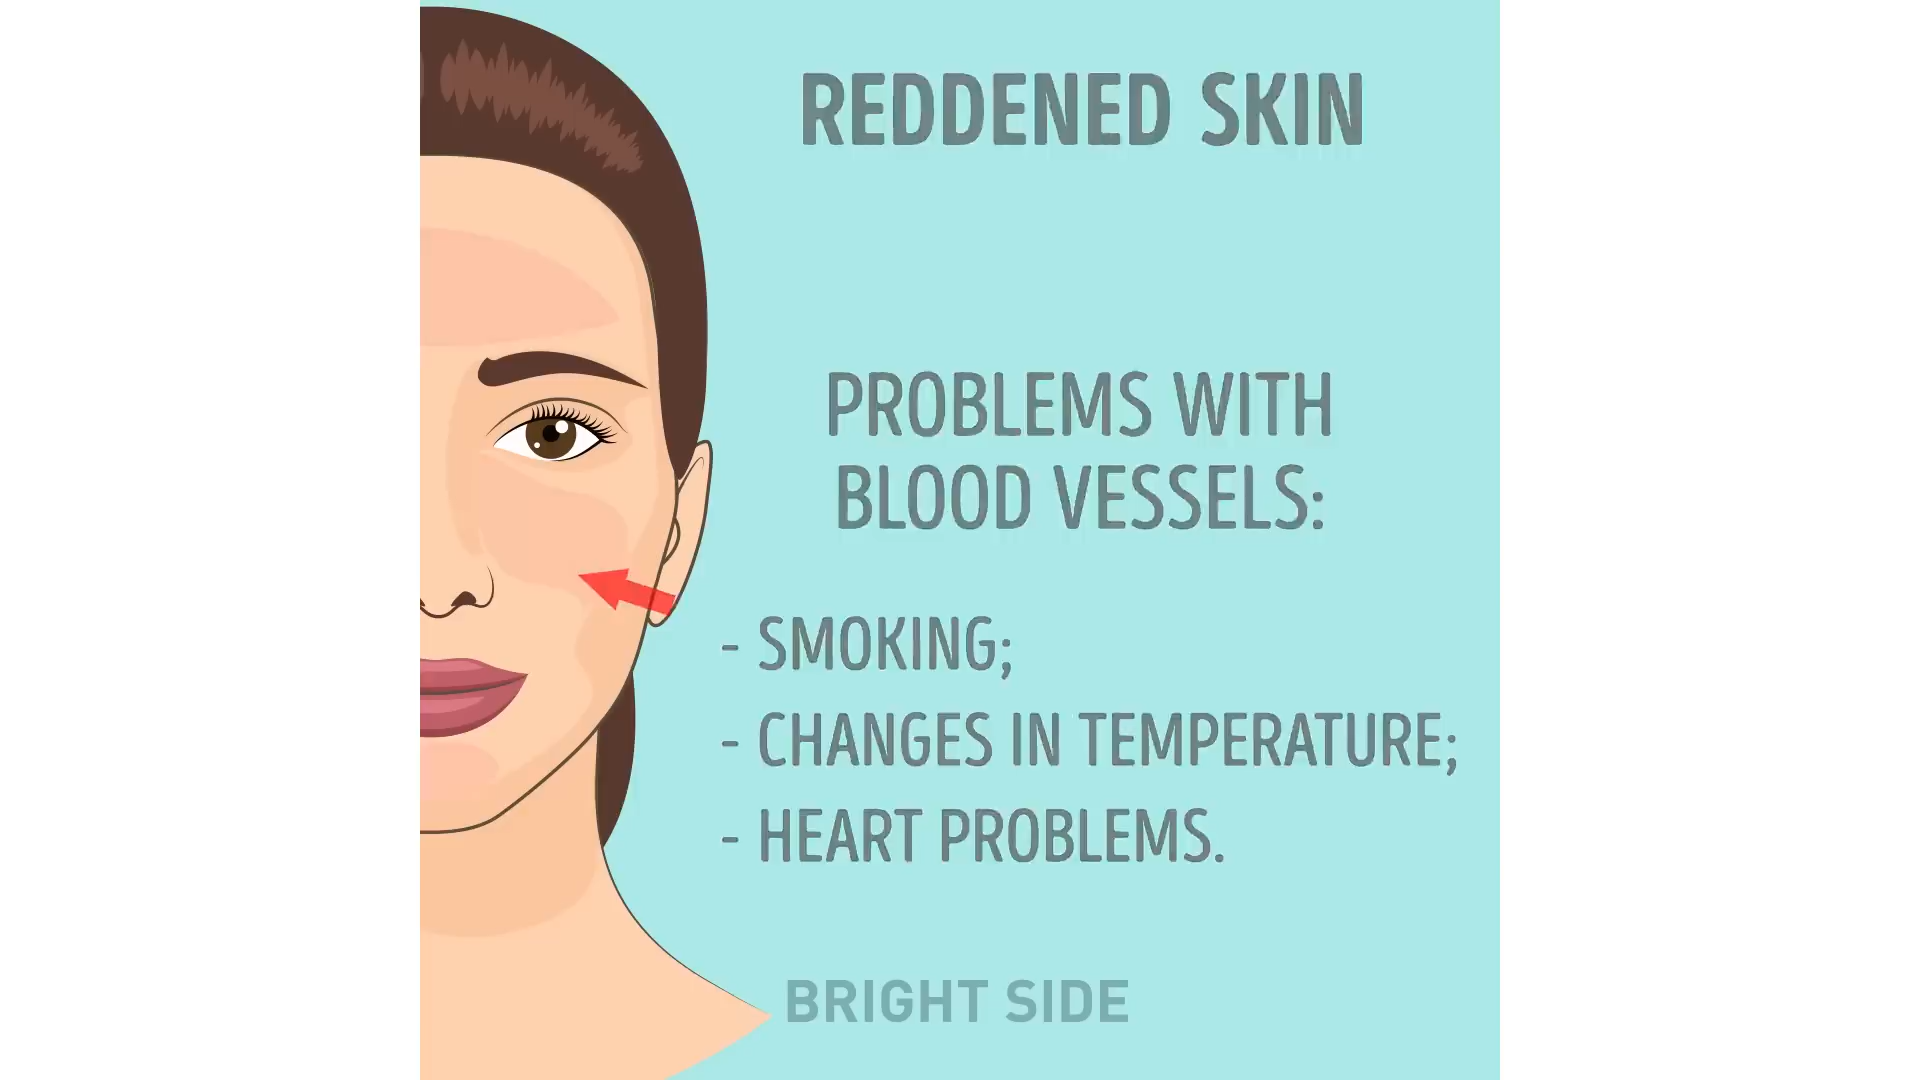 REDDENED SKIN
PROBLEMS WITH
BLOOD VESSELS:
- SMOKING;
- CHANGES IN TEMPERATURE;
- HEART PROBLEMS.
BRIGHT SIDE